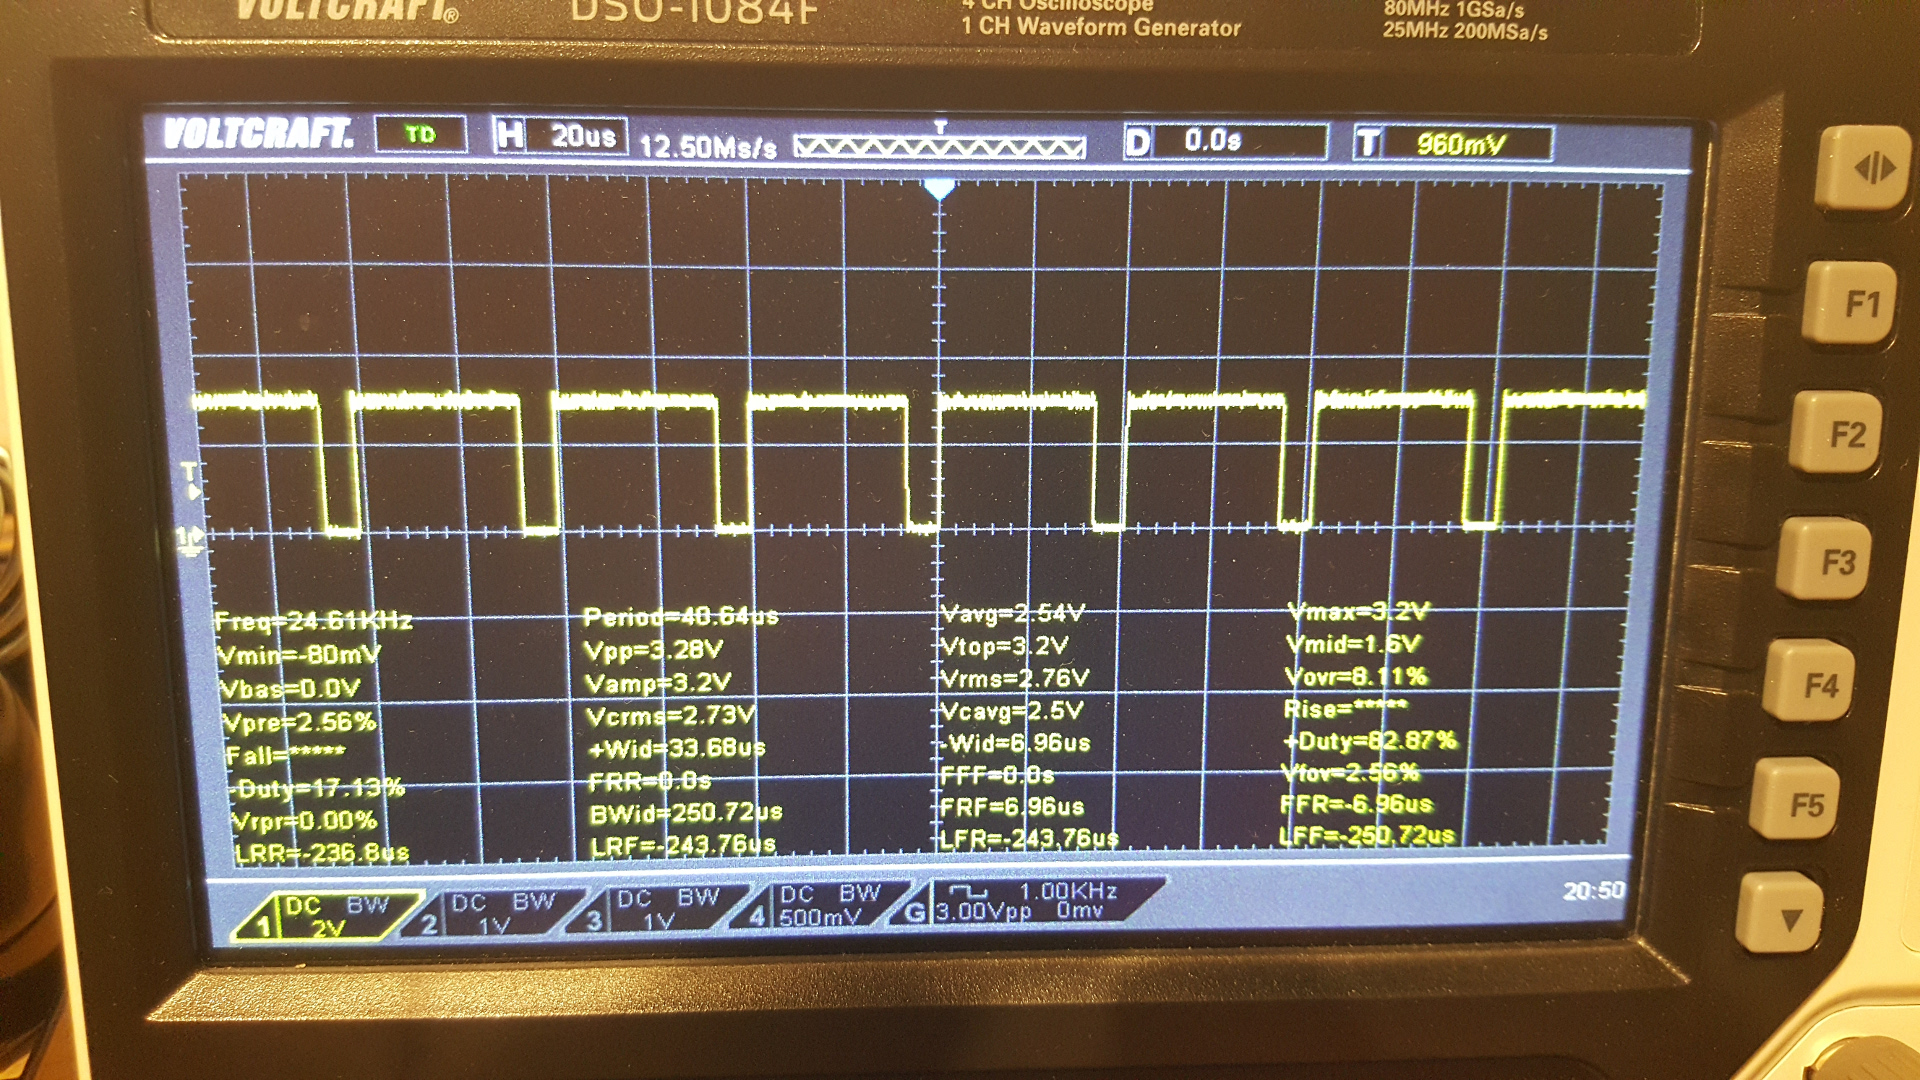 VOLTCRAFT®
DSO-1084F
4 CH Oscilloscope
1 CH Waveform Generator
80MHz 1GSa/s
25MHz 200MSa/s
VOLTCRAFT. TD H 20us 12.50Ms/s T D 0.0s T 960mV
F1
F2
F3
F4
F5
T
1
Freq=24.61KHz Period=40.64us Vavg=2.54V Vmax=3.2V
Vmin=-80mV Vpp=3.28V Vtop=3.2V Vmid=1.6V
Vbas=0.0V Vamp=3.2V Vrms=2.76V Vovr=8.11%
Vpre=2.56% Vcrms=2.73V Vcavg=2.5V Rise=*****
Fall=***** +Wid=33.68us -Wid=6.96us +Duty=82.87%
-Duty=17.13% FRR=0.0s FFF=0.0s Vfov=2.56%
Vrpr=0.00% BWid=250.72us FRF=6.96us FFR=-6.96us
LRR=-236.8us LRF=-243.76us LFR=-243.76us LFF=-250.72us
1 DC BW 2V
2 DC BW 1V
3 DC BW 1V
4 DC BW 500mV
G 1.00KHz 3.00Vpp 0mv
20:50